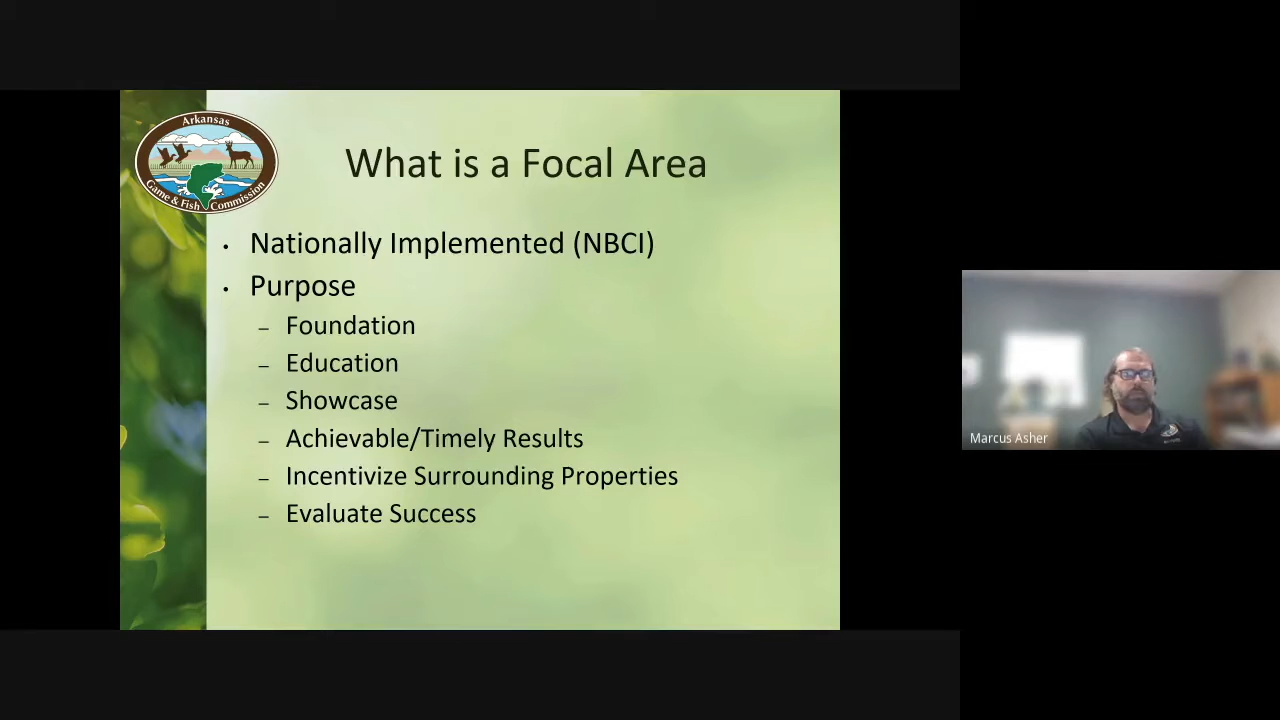 Arkansas
Game & Fish Commission
What is a Focal Area
• Nationally Implemented (NBCI)
• Purpose
– Foundation
– Education
– Showcase
– Achievable/Timely Results
– Incentivize Surrounding Properties
– Evaluate Success
Marcus Asher